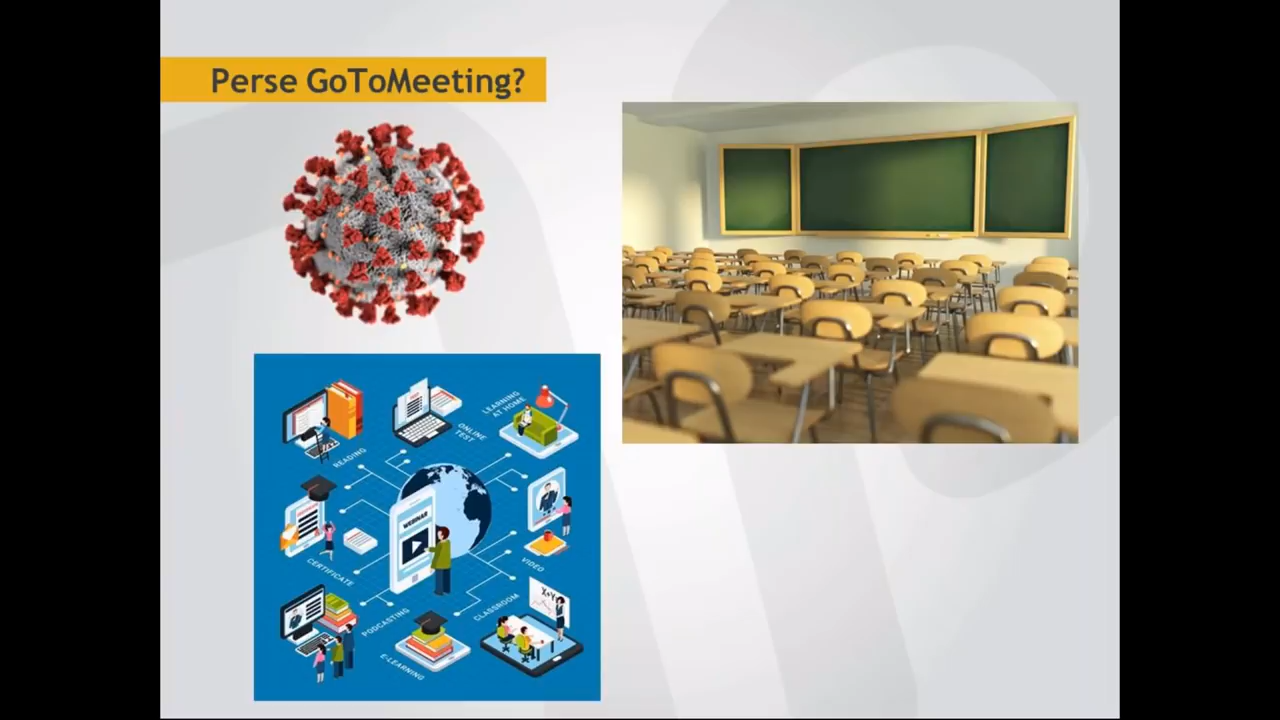 Perse GoToMeeting?
READING
ONLINE
TEST
LEARNING
AT HOME
WEBINAR
CERTIFICATE
VIDEO
PODCASTING
E-LEARNING
CLASSROOM
X+Y